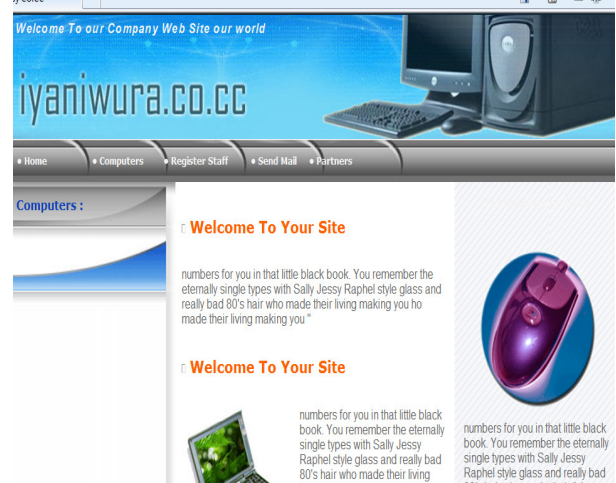 Welcome To our Company Web Site our world
iyaniwura.co.cc
• Home
• Computers
• Register Staff
• Send Mail
• Partners
Computers :
Welcome To Your Site
numbers for you in that little black book. You remember the
eternally single types with Sally Jessy Raphel style glass and
really bad 80's hair who made their living making you ho
made their living making you "
Welcome To Your Site
numbers for you in that little black
book. You remember the eternally
single types with Sally Jessy
Raphel style glass and really bad
80's hair who made their living
numbers for you in that little black
book. You remember the eternally
single types with Sally Jessy
Raphel style glass and really bad